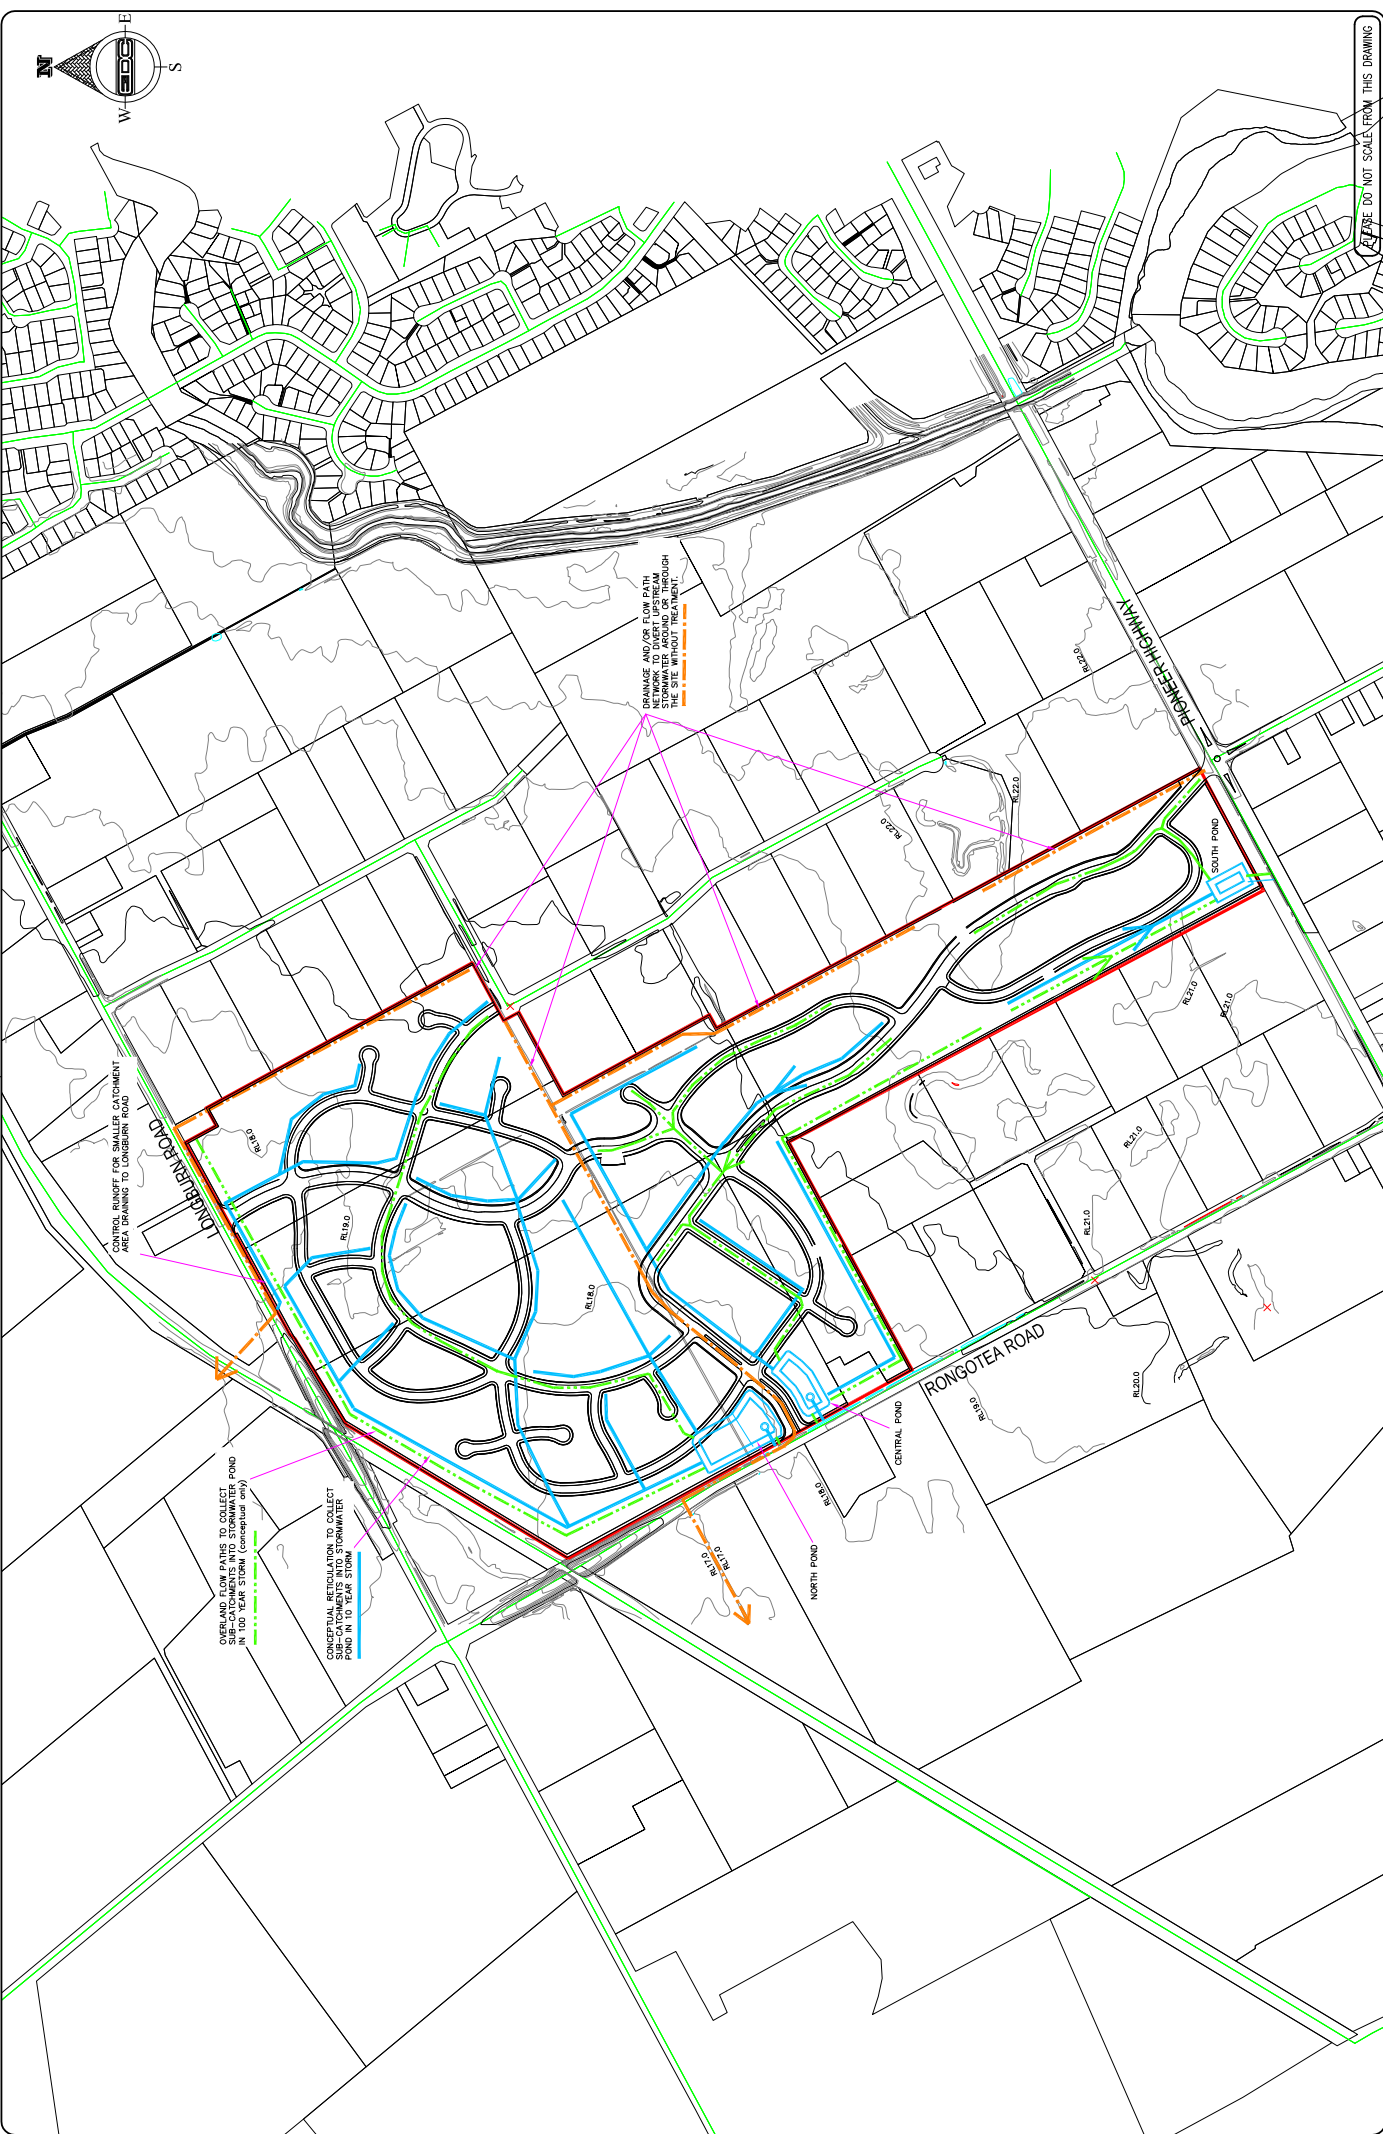 N
E
W
S
GDC
PLEASE DO NOT SCALE FROM THIS DRAWING
CONTROL RUNOFF FOR SMALLER CATCHMENT
AREA DRAINING TO LONGBURN ROAD
LONGBURN ROAD
DRAINAGE AND/OR FLOW PATH
NETWORK TO DIVERT UPSTREAM
STORMWATER AROUND OR THROUGH
THE SITE WITHOUT TREATMENT.
PIONEER HIGHWAY
RL22.0
RL22.0
RL22.0
SOUTH POND
RL18.0
RL19.0
RL18.0
RL21.0
RL21.0
RL21.0
RL21.0
RL20.0
RL19.0
RONGOTEA ROAD
CENTRAL POND
RL18.0
NORTH POND
RL17.0
RL17.0
OVERLAND FLOW PATHS TO COLLECT
SUB-CATCHMENTS INTO STORMWATER POND
IN 100 YEAR STORM (conceptual only)
CONCEPTUAL RETICULATION TO COLLECT
SUB-CATCHMENTS INTO STORMWATER
POND IN 10 YEAR STORM